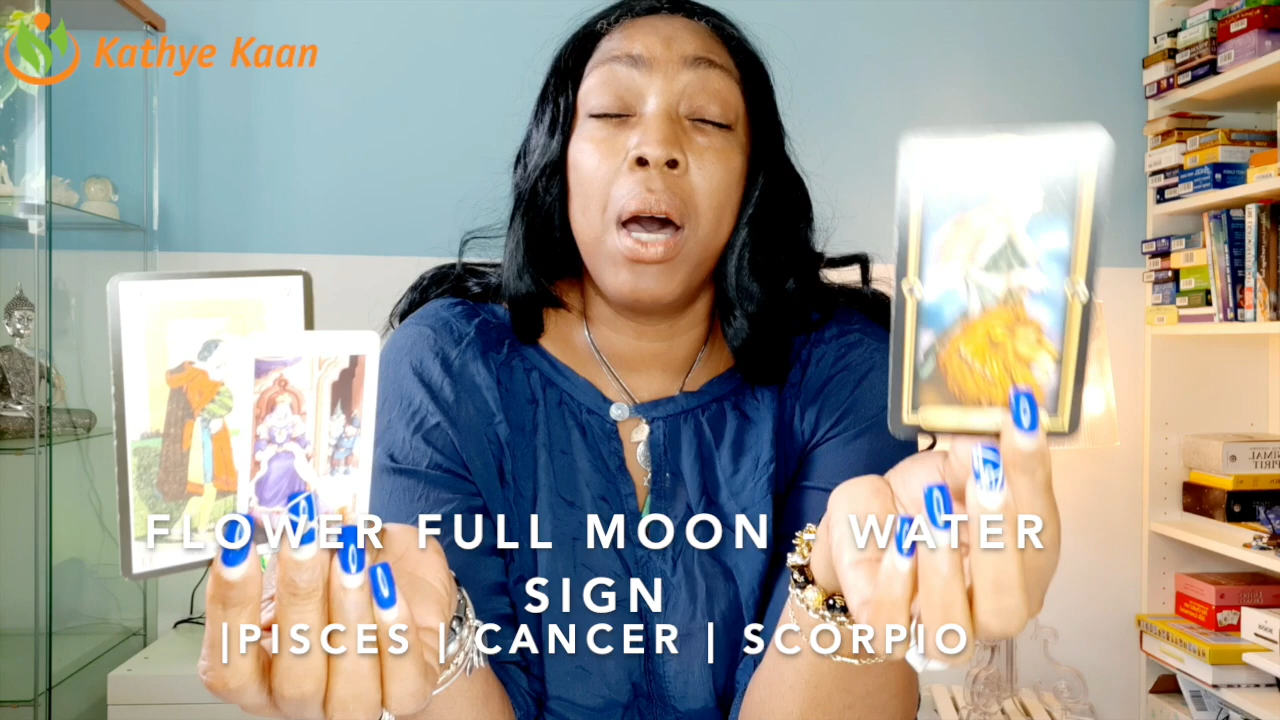 Kathye Kaan
FLOWER FULL MOON - WATER
SIGN
|PISCES | CANCER | SCORPIO